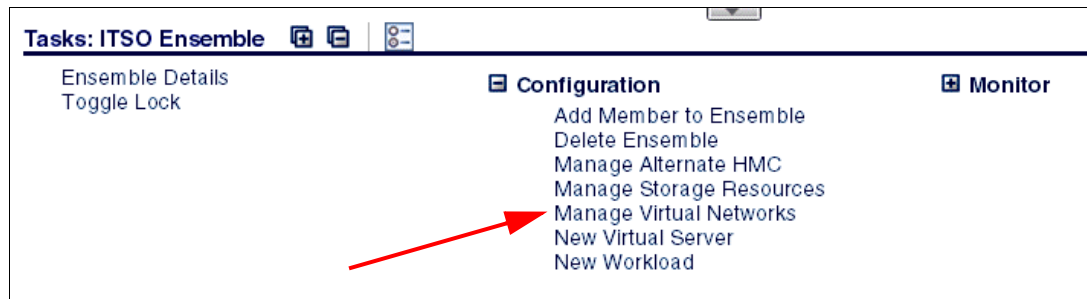 Tasks: ITSO Ensemble
Ensemble Details
Toggle Lock
Configuration
Add Member to Ensemble
Delete Ensemble
Manage Alternate HMC
Manage Storage Resources
Manage Virtual Networks
New Virtual Server
New Workload
Monitor